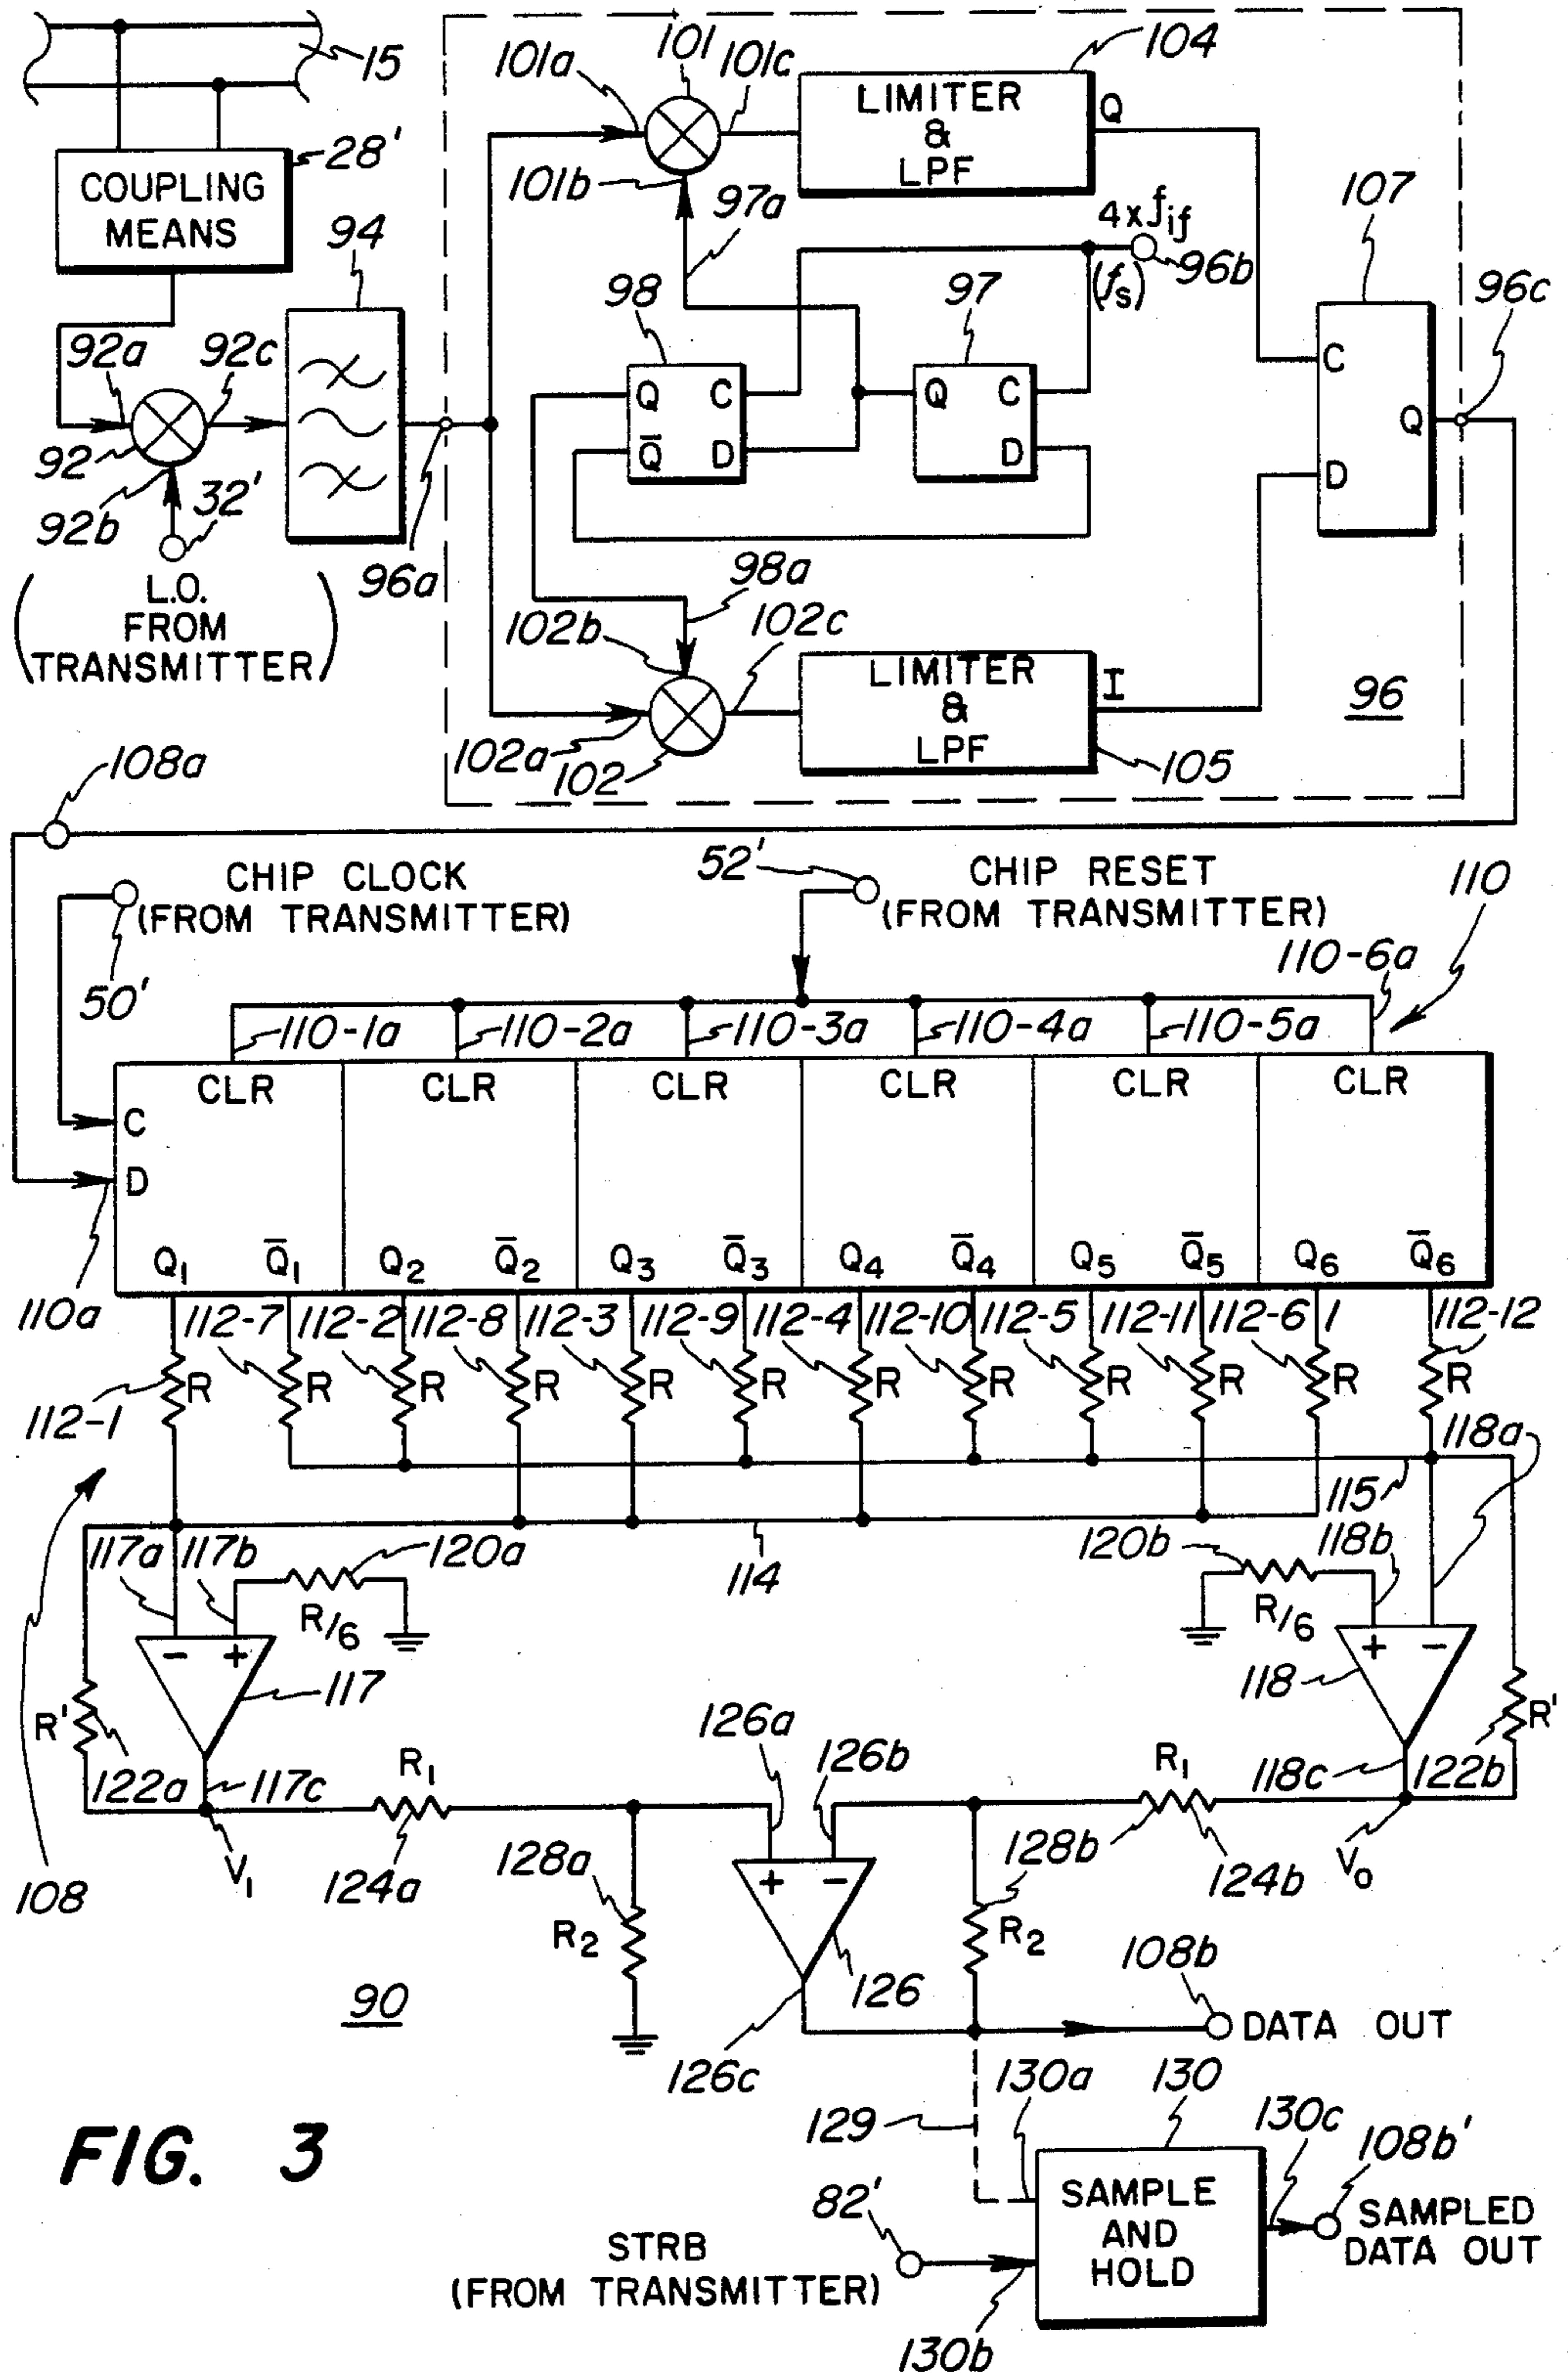 15
COUPLING
MEANS
28'
94
92a
92c
92
92b
32'
L.O.
FROM
(TRANSMITTER)
96a
101a
101
101c
101b
97a
104
LIMITER
&
LPF
Q
4xfif
(fs)
96b
98
97
Q C
Q̅ D
Q C
D
98a
107
C
D
Q
96c
102b
102c
102a
102
LIMITER
&
LPF
I
105
96
108a
CHIP CLOCK
(FROM TRANSMITTER)
50'
52'
CHIP RESET
(FROM TRANSMITTER)
110
110-6a
110-1a 110-2a 110-3a 110-4a 110-5a
CLR CLR CLR CLR CLR CLR
C
D
110a
Q1 Q̅1 Q2 Q̅2 Q3 Q̅3 Q4 Q̅4 Q5 Q̅5 Q6 Q̅6
112-7 112-2 112-8 112-3 112-9 112-4 112-10 112-5 112-11 112-6 1 112-12
R R R R R R R R R R R R
112-1
118a
115
114
117a 117b
120a
R/6
120b
118b
R/6
- +
117
+ -
118
R'
122a
117c
V1
R'
122b
118c
V0
R1
124a
R1
124b
126a
126b
+ -
126
126c
128a
R2
128b
R2
108
90
108b
DATA OUT
129
130a
130
130c
108b'
SAMPLE
AND
HOLD
SAMPLED
DATA OUT
82'
STRB
(FROM TRANSMITTER)
130b
FIG. 3